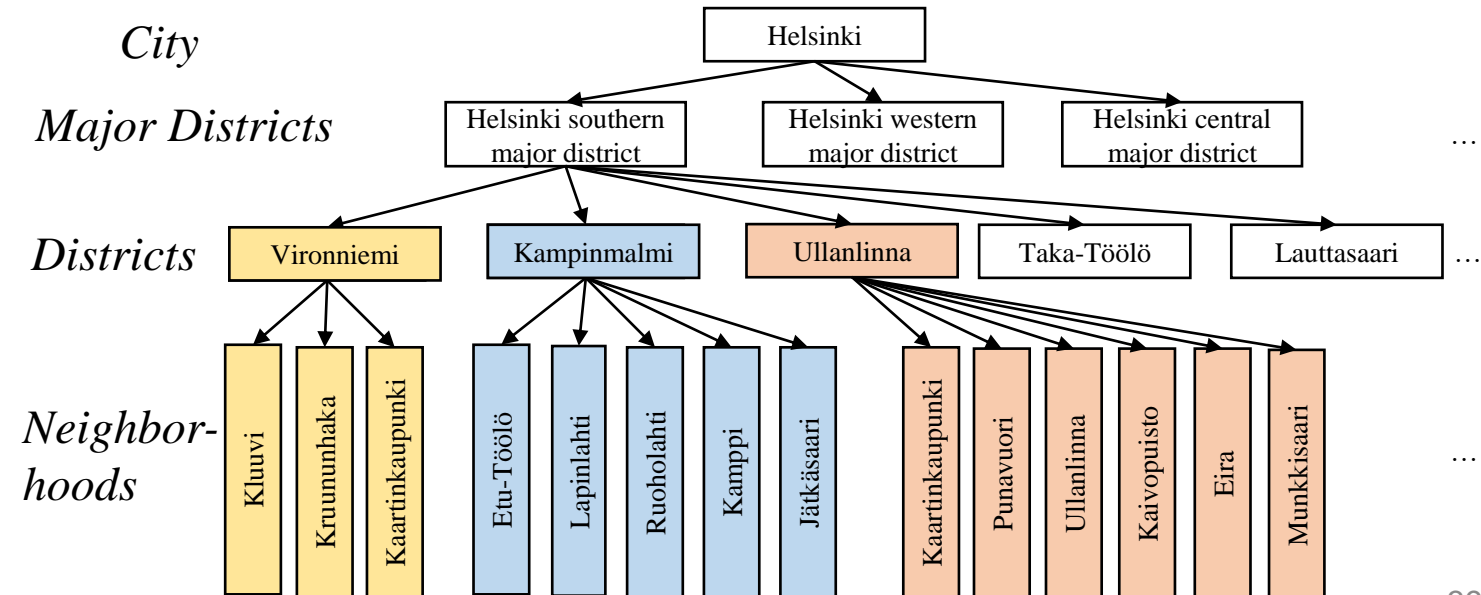 City
Helsinki
Major Districts
Helsinki southern
major district
Helsinki western
major district
Helsinki central
major district
...
Districts
Vironniemi
Kampinmalmi
Ullanlinna
Taka-Töölö
Lauttasaari
...
Neighbor-
hoods
Kluuvi
Kruununhaka
Kaartinkaupunki
Etu-Töölö
Lapinlahti
Ruoholahti
Kamppi
Jätkäsaari
Kaartinkaupunki
Punavuori
Ullanlinna
Kaivopuisto
Eira
Munkkisaari
...